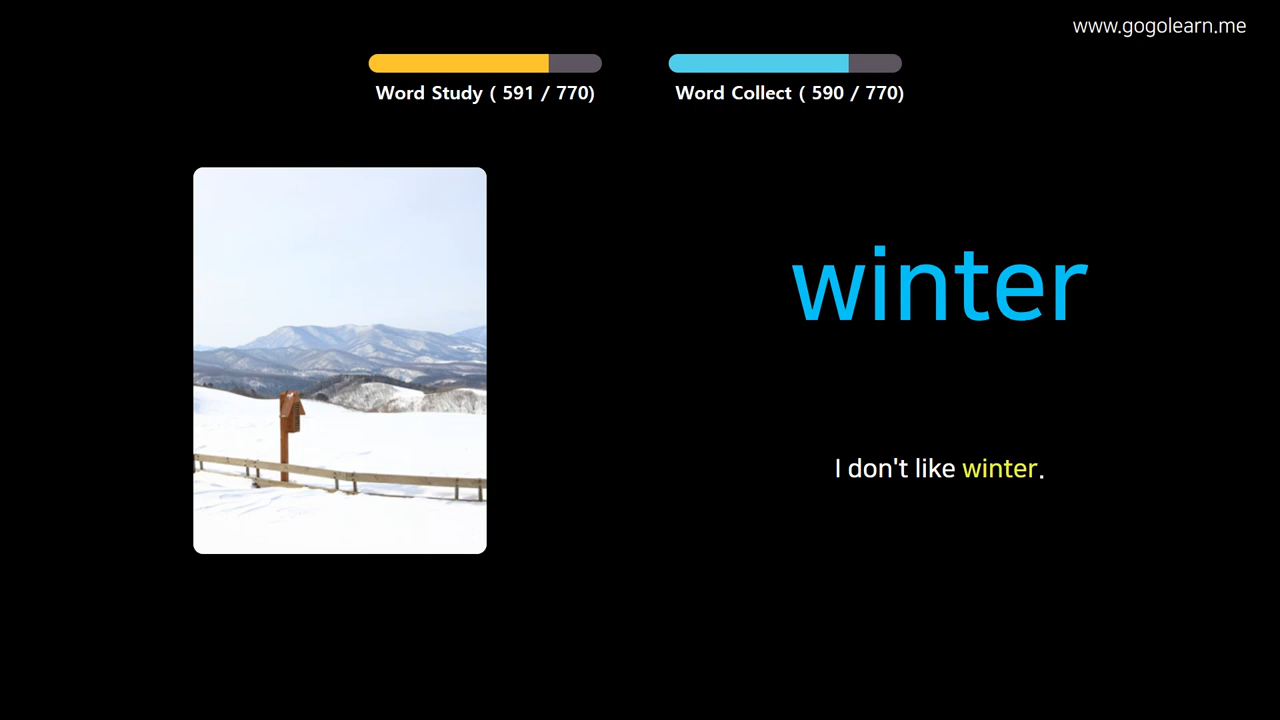 www.gogolearn.me
Word Study ( 591 / 770)
Word Collect ( 590 / 770)
winter
I don't like winter.